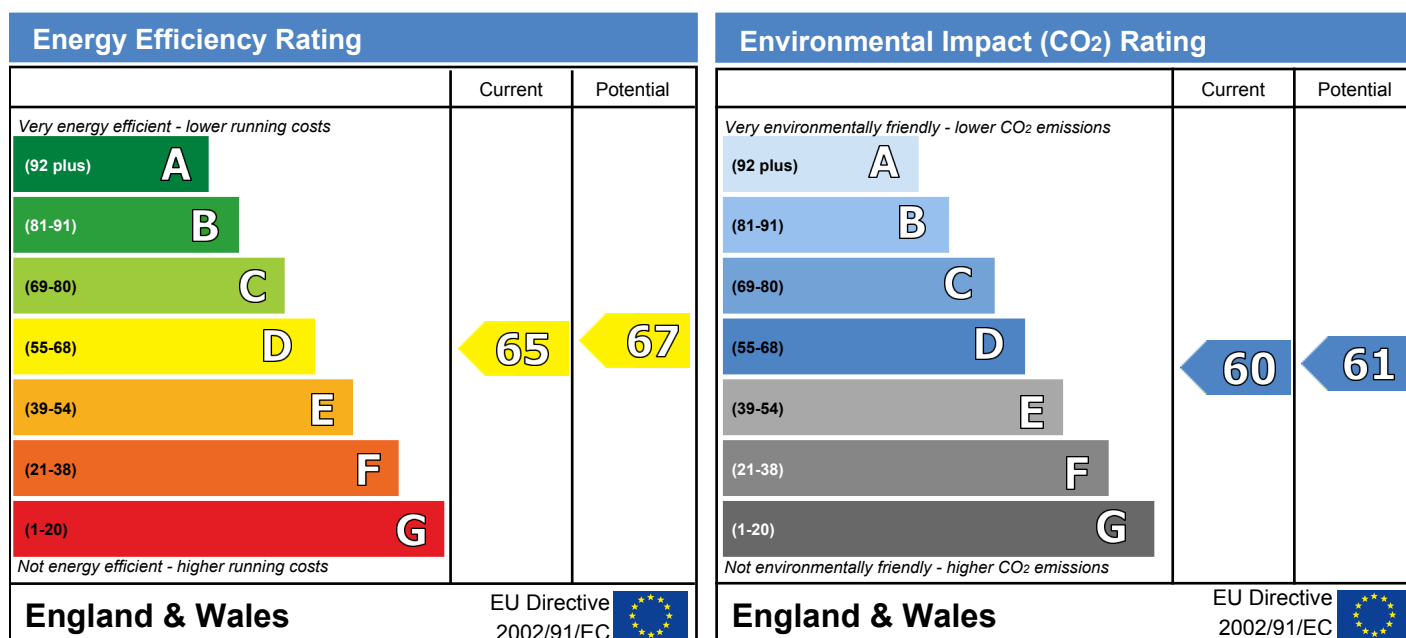 Energy Efficiency Rating
Current Potential
Very energy efficient - lower running costs
(92 plus) A
(81-91) B
(69-80) C
(55-68) D
65 67
(39-54) E
(21-38) F
(1-20) G
Not energy efficient - higher running costs
England & Wales
EU Directive
2002/91/EC
Environmental Impact (CO2) Rating
Current Potential
Very environmentally friendly - lower CO2 emissions
(92 plus) A
(81-91) B
(69-80) C
(55-68) D
60 61
(39-54) E
(21-38) F
(1-20) G
Not environmentally friendly - higher CO2 emissions
England & Wales
EU Directive
2002/91/EC